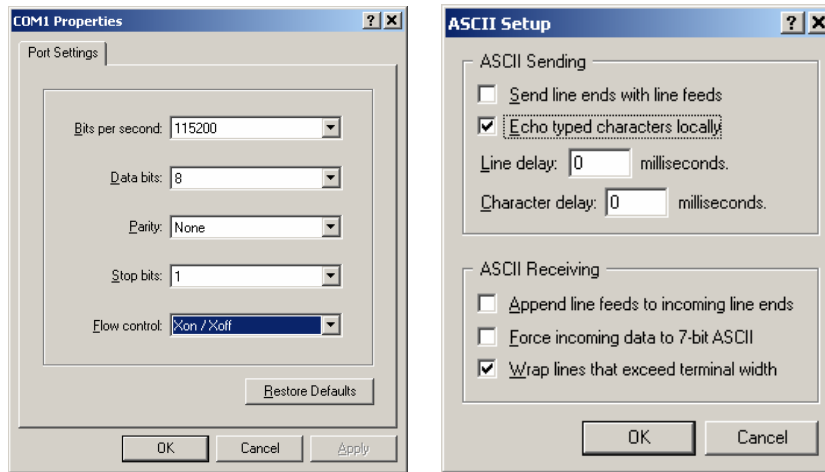 COM1 Properties
Port Settings
Bits per second: 115200
Data bits: 8
Parity: None
Stop bits: 1
Flow control: Xon / Xoff
Restore Defaults
OK Cancel Apply
ASCII Setup
ASCII Sending
Send line ends with line feeds
Echo typed characters locally
Line delay: 0 milliseconds.
Character delay: 0 milliseconds.
ASCII Receiving
Append line feeds to incoming line ends
Force incoming data to 7-bit ASCII
Wrap lines that exceed terminal width
OK Cancel